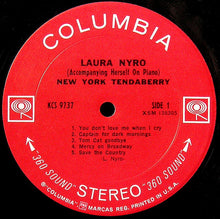 COLUMBIA
LAURA NYRO
(Accompanying Herself On Piano)
NEW YORK TENDABERRY
KCS 9737
SIDE 1
XSM 139205
1. You don't love me when I cry
2. Captain for dark mornings
3. Tom Cat goodbye
4. Mercy on Broadway
5. Save the Country
L. Nyro
"360 SOUND" STEREO "360 SOUND"
© "COLUMBIA", MARCAS REG. PRINTED IN U.S.A.